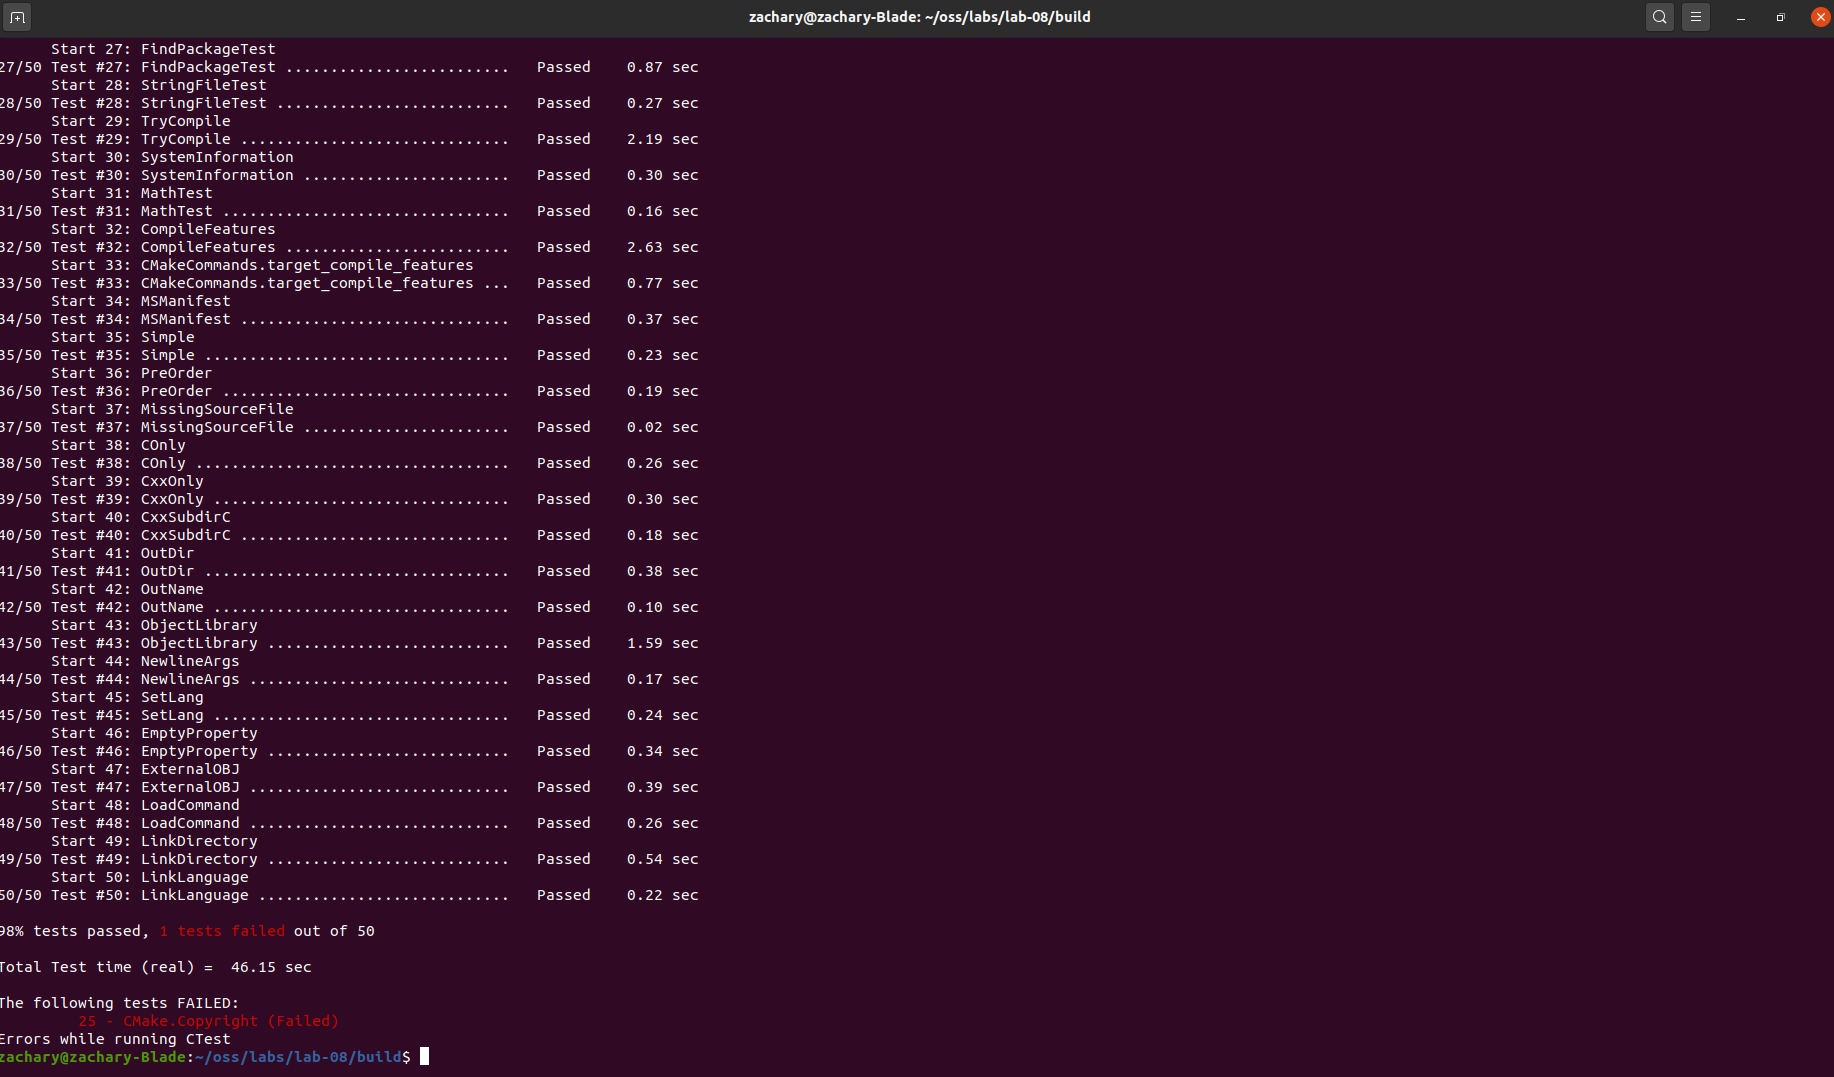 zachary@zachary-Blade: ~/oss/labs/lab-08/build
Start 27: FindPackageTest
27/50 Test #27: FindPackageTest .........................   Passed    0.87 sec
Start 28: StringFileTest
28/50 Test #28: StringFileTest ..........................   Passed    0.27 sec
Start 29: TryCompile
29/50 Test #29: TryCompile ..............................   Passed    2.19 sec
Start 30: SystemInformation
30/50 Test #30: SystemInformation .......................   Passed    0.30 sec
Start 31: MathTest
31/50 Test #31: MathTest ................................   Passed    0.16 sec
Start 32: CompileFeatures
32/50 Test #32: CompileFeatures .........................   Passed    2.63 sec
Start 33: CMakeCommands.target_compile_features
33/50 Test #33: CMakeCommands.target_compile_features ...   Passed    0.77 sec
Start 34: MSManifest
34/50 Test #34: MSManifest ..............................   Passed    0.37 sec
Start 35: Simple
35/50 Test #35: Simple ..................................   Passed    0.23 sec
Start 36: PreOrder
36/50 Test #36: PreOrder ................................   Passed    0.19 sec
Start 37: MissingSourceFile
37/50 Test #37: MissingSourceFile .......................   Passed    0.02 sec
Start 38: COnly
38/50 Test #38: COnly ...................................   Passed    0.26 sec
Start 39: CxxOnly
39/50 Test #39: CxxOnly .................................   Passed    0.30 sec
Start 40: CxxSubdirC
40/50 Test #40: CxxSubdirC ..............................   Passed    0.18 sec
Start 41: OutDir
41/50 Test #41: OutDir ..................................   Passed    0.38 sec
Start 42: OutName
42/50 Test #42: OutName .................................   Passed    0.10 sec
Start 43: ObjectLibrary
43/50 Test #43: ObjectLibrary ...........................   Passed    1.59 sec
Start 44: NewlineArgs
44/50 Test #44: NewlineArgs .............................   Passed    0.17 sec
Start 45: SetLang
45/50 Test #45: SetLang .................................   Passed    0.24 sec
Start 46: EmptyProperty
46/50 Test #46: EmptyProperty ...........................   Passed    0.34 sec
Start 47: ExternalOBJ
47/50 Test #47: ExternalOBJ .............................   Passed    0.39 sec
Start 48: LoadCommand
48/50 Test #48: LoadCommand .............................   Passed    0.26 sec
Start 49: LinkDirectory
49/50 Test #49: LinkDirectory ...........................   Passed    0.54 sec
Start 50: LinkLanguage
50/50 Test #50: LinkLanguage ............................   Passed    0.22 sec
98% tests passed, 1 tests failed out of 50
Total Test time (real) =  46.15 sec
The following tests FAILED:
25 - CMake.Copyright (Failed)
Errors while running CTest
zachary@zachary-Blade:~/oss/labs/lab-08/build$